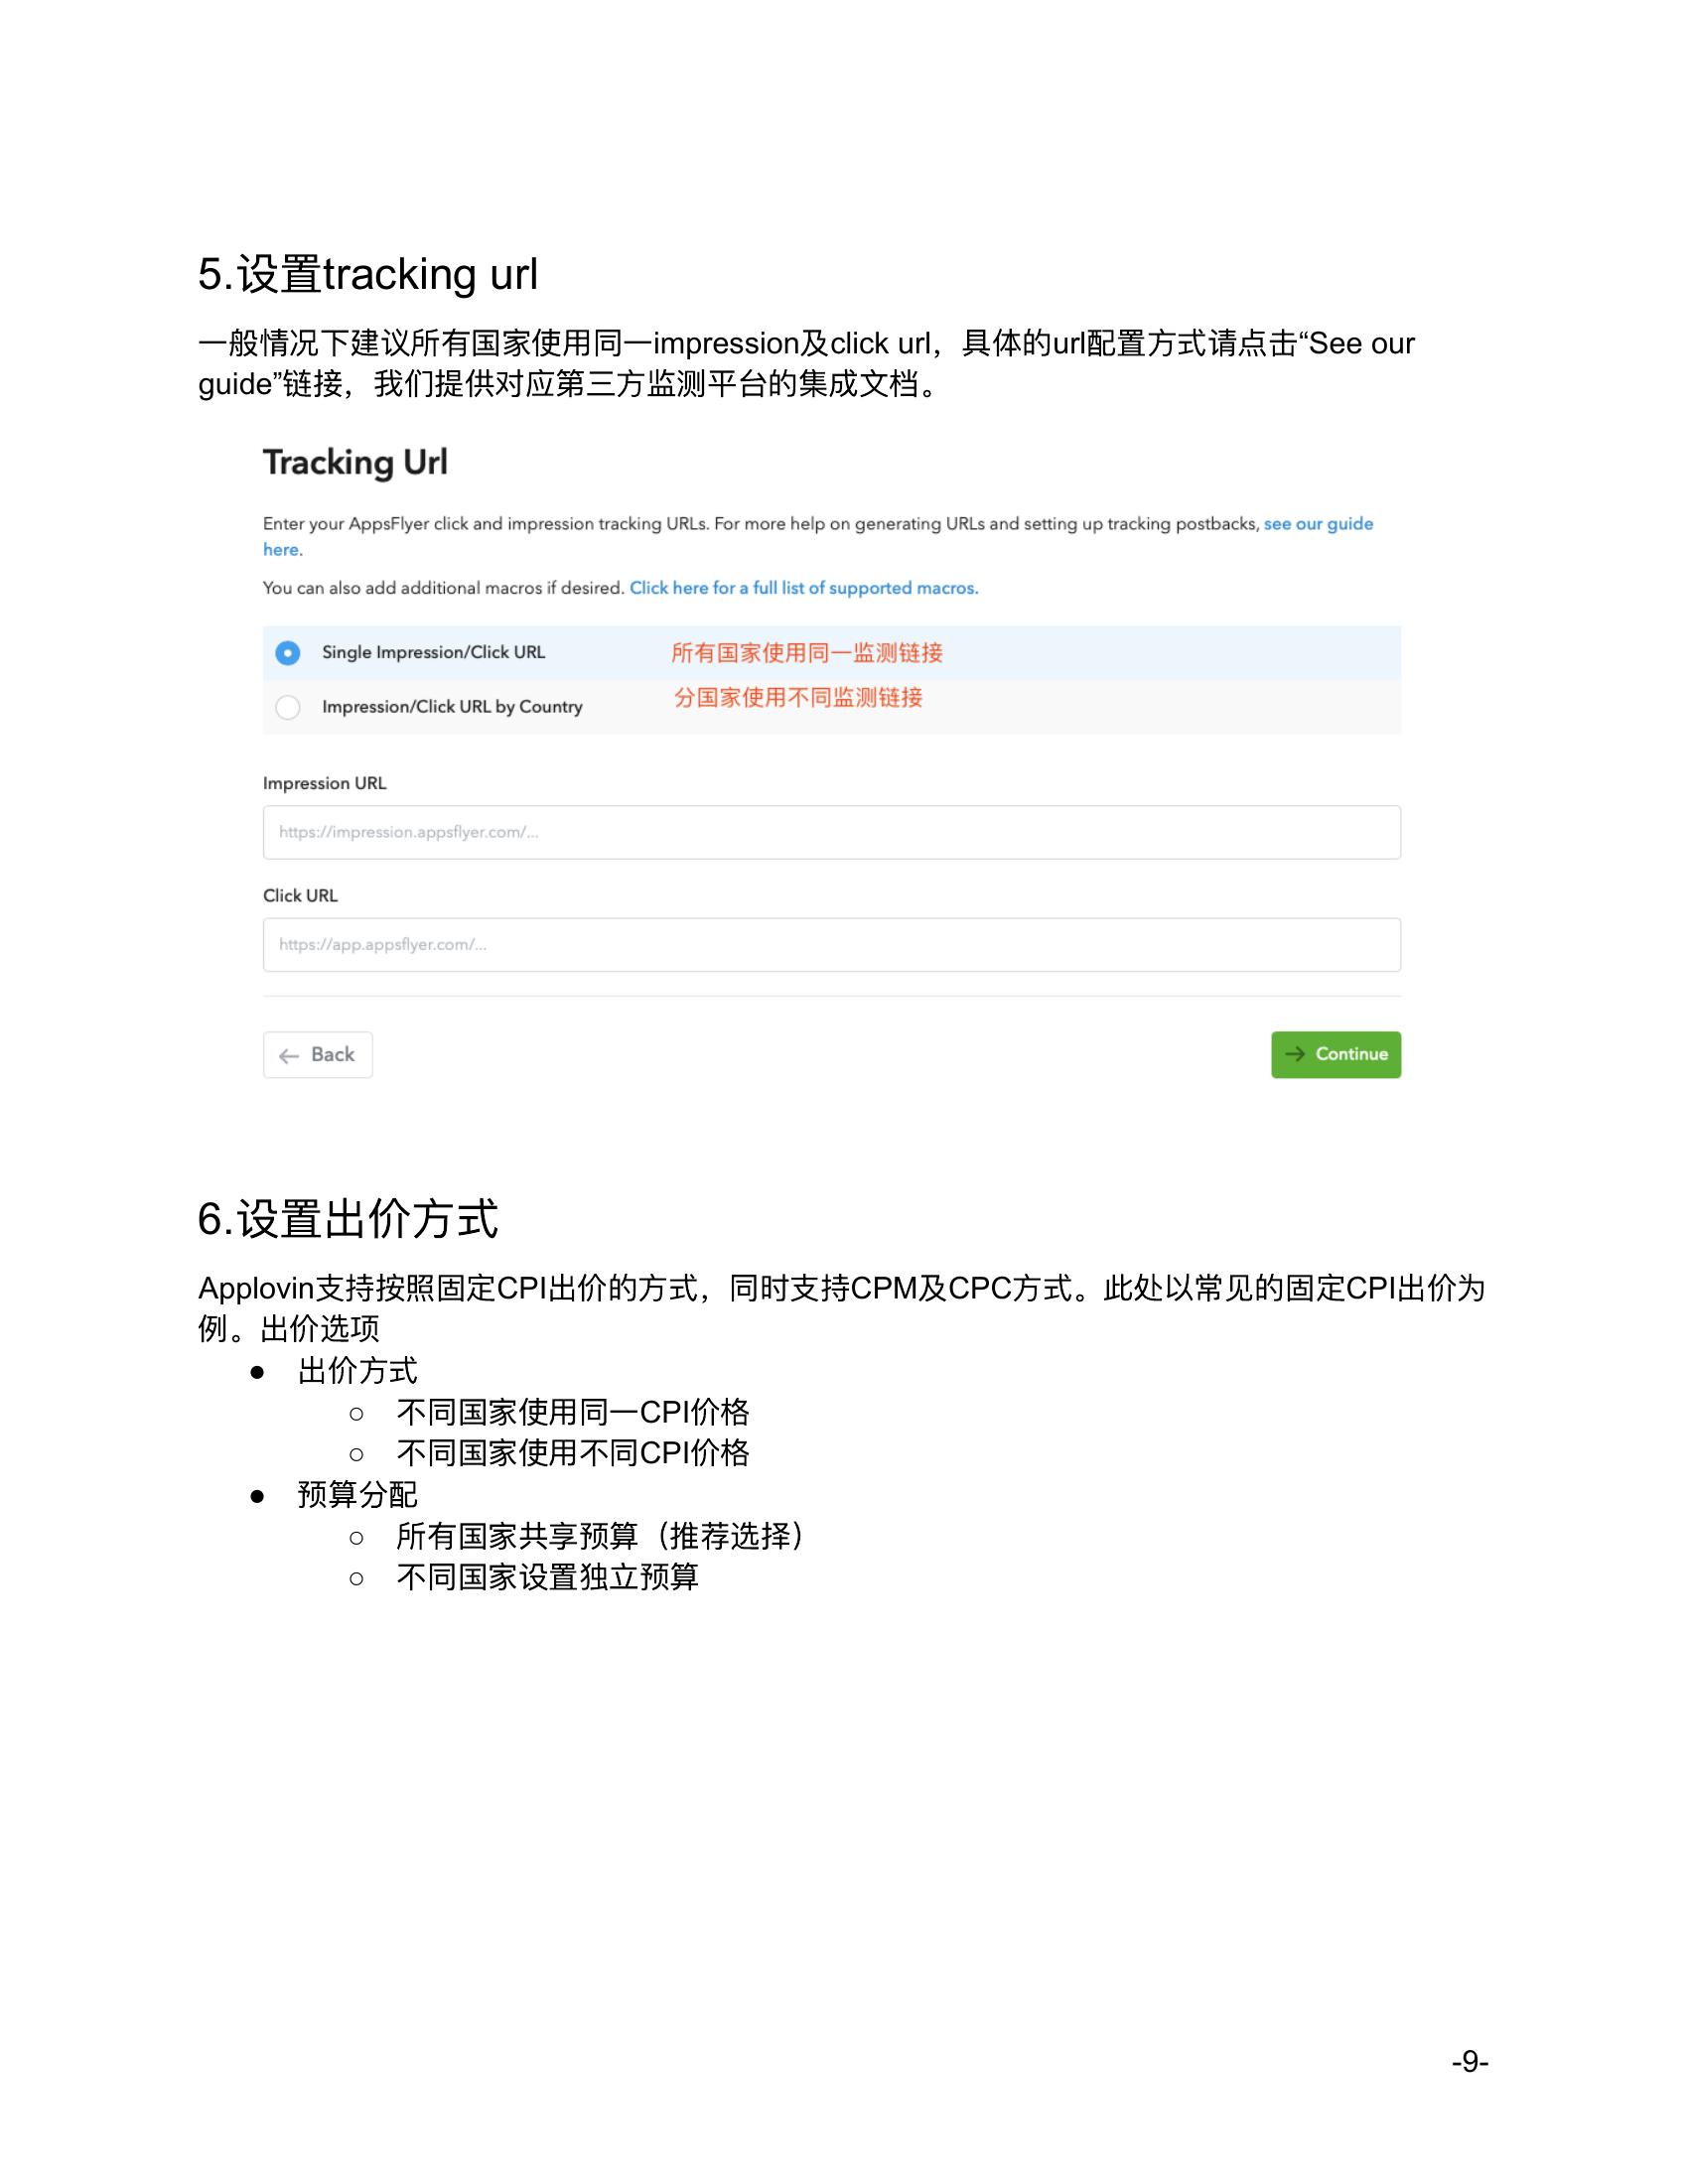 5.设置tracking url
一般情况下建议所有国家使用同一impression及click url，具体的url配置方式请点击“See our
guide”链接，我们提供对应第三方监测平台的集成文档。
Tracking Url
Enter your AppsFlyer click and impression tracking URLs. For more help on generating URLs and setting up tracking postbacks, see our guide
here.
You can also add additional macros if desired. Click here for a full list of supported macros.
Single Impression/Click URL 所有国家使用同一监测链接
Impression/Click URL by Country 分国家使用不同监测链接
Impression URL
https://impression.appsflyer.com/...
Click URL
https://app.appsflyer.com/...
← Back → Continue
6.设置出价方式
Applovin支持按照固定CPI出价的方式，同时支持CPM及CPC方式。此处以常见的固定CPI出价为
例。出价选项
● 出价方式
○ 不同国家使用同一CPI价格
○ 不同国家使用不同CPI价格
● 预算分配
○ 所有国家共享预算（推荐选择）
○ 不同国家设置独立预算
-9-